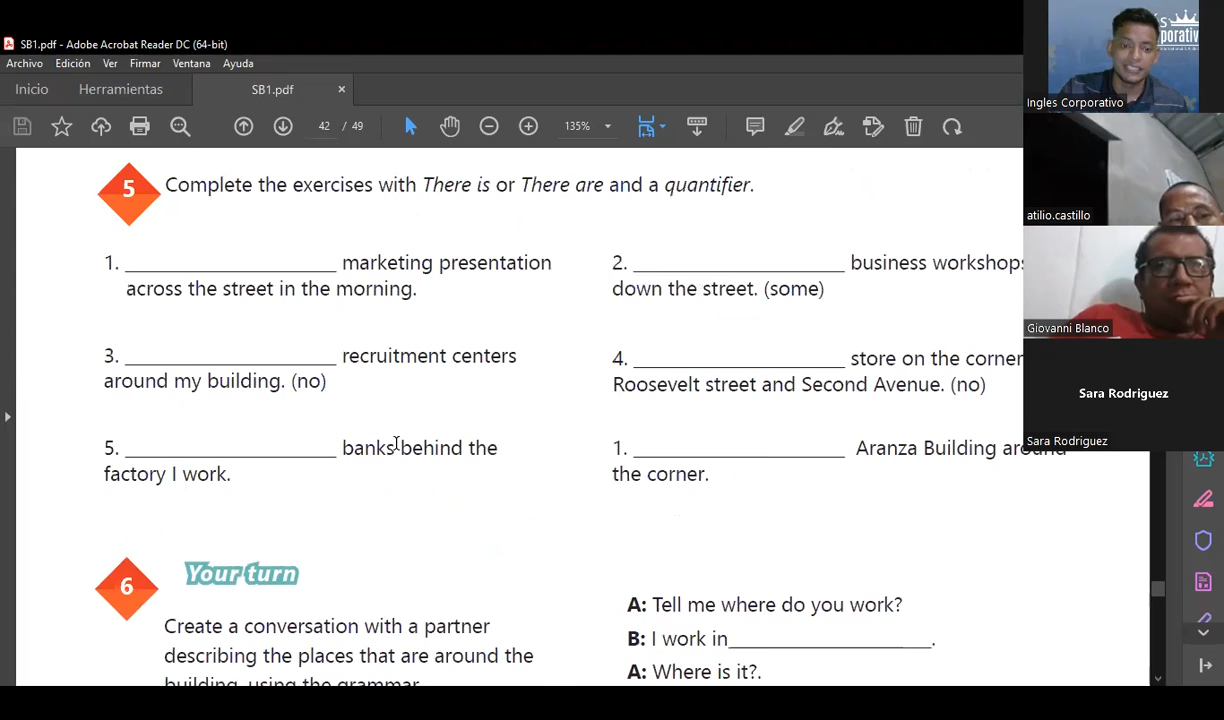 SB1.pdf - Adobe Acrobat Reader DC (64-bit)
Archivo Edición Ver Firmar Ventana Ayuda
Inicio Herramientas SB1.pdf ×
42 / 49 135%
5 Complete the exercises with There is or There are and a quantifier.
1. ____________________ marketing presentation
across the street in the morning.
2. ____________________ business workshops
down the street. (some)
3. ____________________ recruitment centers
around my building. (no)
4. ____________________ store on the corner
Roosevelt street and Second Avenue. (no)
5. ____________________ banks behind the
factory I work.
1. ____________________ Aranza Building around
the corner.
6 Your turn
Create a conversation with a partner
describing the places that are around the
building, using the grammar
A: Tell me where do you work?
B: I work in____________________.
A: Where is it?.
Ingles Corporativo
atilio.castillo
Giovanni Blanco
Sara Rodriguez
Sara Rodriguez